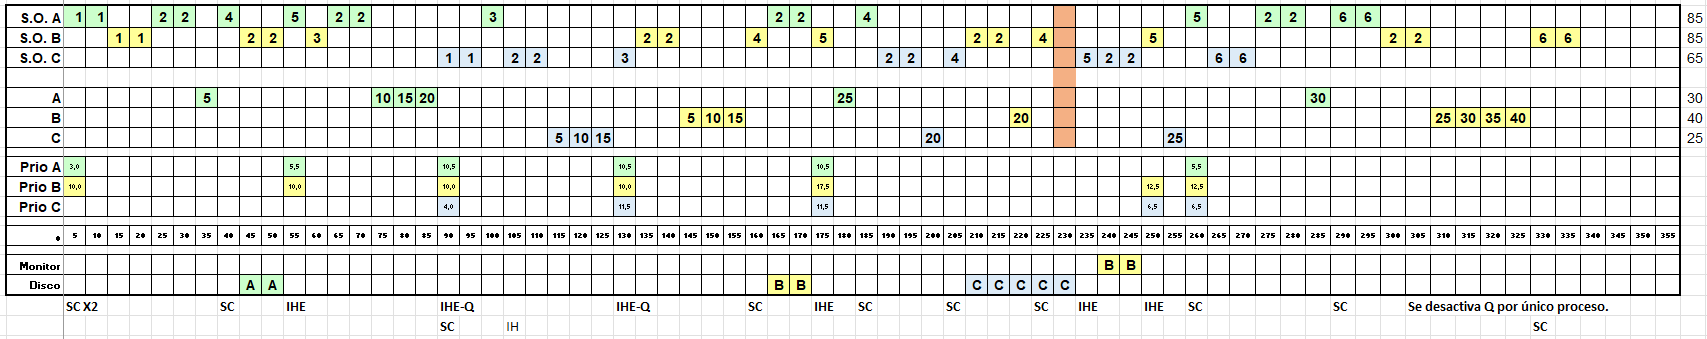 S.O. A 1 1 2 2 4 5 2 2 3 2 2 4 5 2 2 6 6 85
S.O. B 1 1 2 2 3 2 2 4 5 2 2 4 5 2 2 6 6 85
S.O. C 1 1 2 2 3 2 2 4 5 2 2 6 6 65
A 5 10 15 20 25 30 30
B 5 10 15 20 25 30 35 40 40
C 5 10 15 20 25 25
Prio A 3,0 5,5 10,5 10,5 10,5 5,5
Prio B 10,0 10,0 10,0 10,0 17,5 12,5 12,5
Prio C 4,0 11,5 11,5 6,5 6,5
5 10 15 20 25 30 35 40 45 50 55 60 65 70 75 80 85 90 95 100 105 110 115 120 125 130 135 140 145 150 155 160 165 170 175 180 185 190 195 200 205 210 215 220 225 230 235 240 245 250 255 260 265 270 275 280 285 290 295 300 305 310 315 320 325 330 335 340 345 350 355
Monitor B B
Disco A A B B C C C C C
SC X2 SC IHE IHE-Q IHE-Q SC IHE SC SC SC IHE IHE SC SC Se desactiva Q por único proceso.
SC IH SC